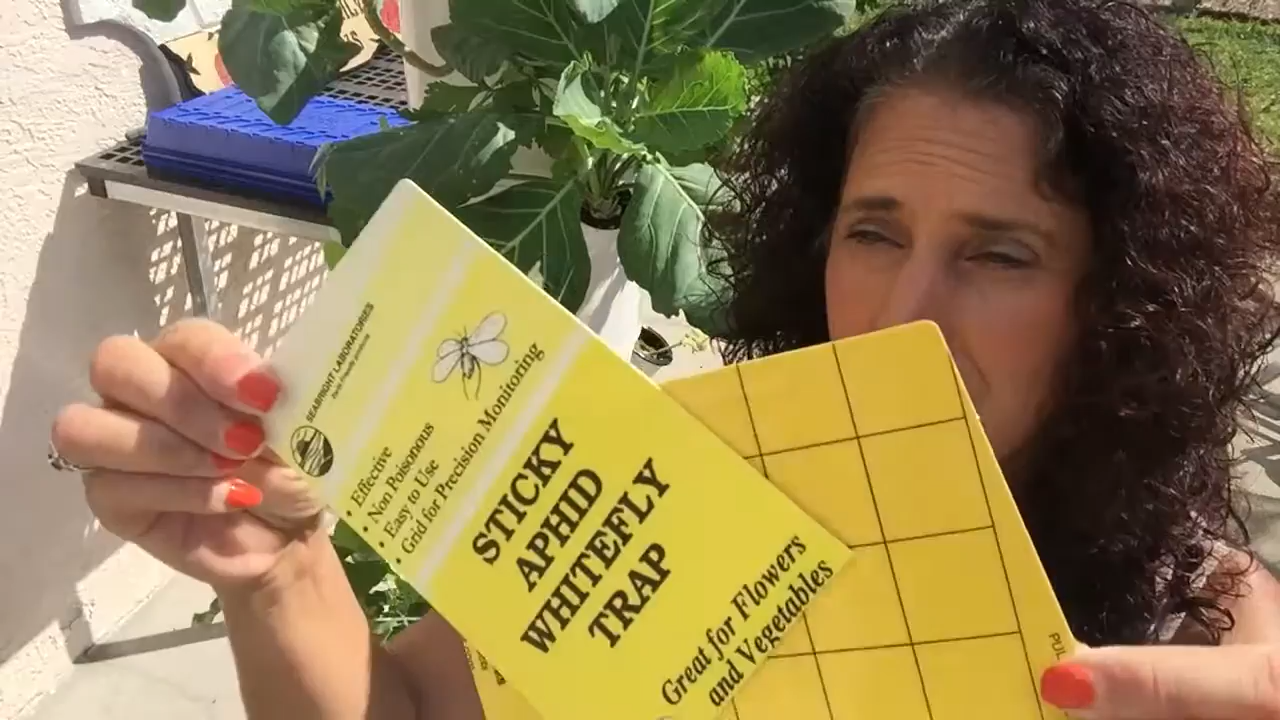 SEABRIGHT LABORATORIES
• Effective
• Non Poisonous
• Easy to Use
• Grid for Precision Monitoring
STICKY
APHID
WHITEFLY
TRAP
Great for Flowers
and Vegetables
PUL